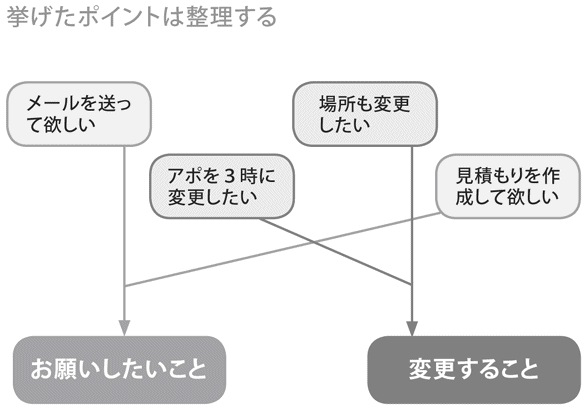 挙げたポイントは整理する
メールを送っ
て欲しい
場所も変更
したい
アポを3時に
変更したい
見積もりを作
成して欲しい
お願いしたいこと
変更すること